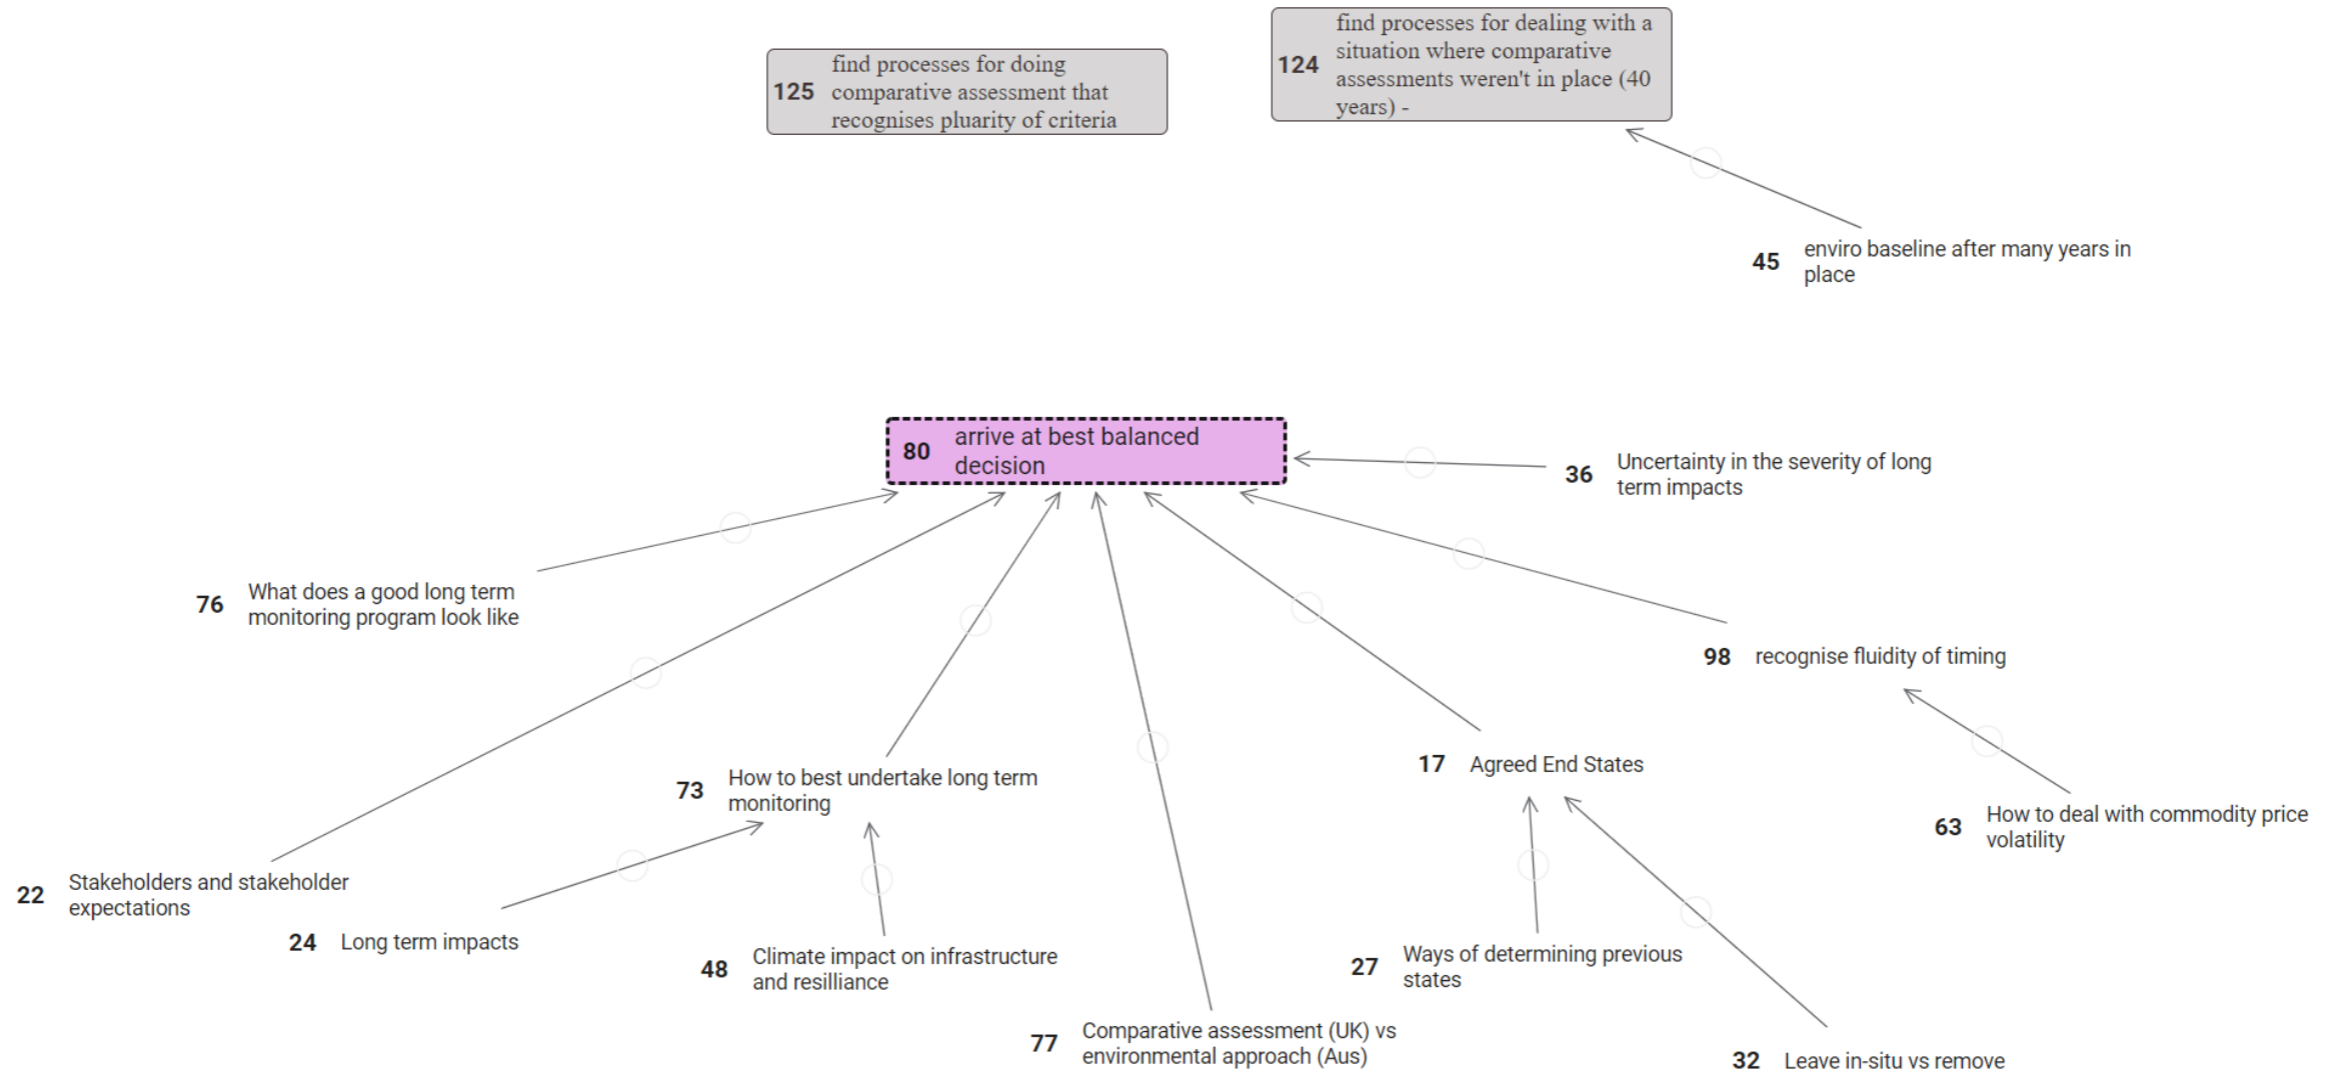 find processes for dealing with a
situation where comparative
124
assessments weren't in place (40
years) -
find processes for doing
125 comparative assessment that
recognises pluarity of criteria
45
enviro baseline after many years in
place
80
arrive at best balanced
decision
36
Uncertainty in the severity of long
term impacts
76
What does a good long term
monitoring program look like
98 recognise fluidity of timing
73
How to best undertake long term
monitoring
17 Agreed End States
63
How to deal with commodity price
volatility
22
Stakeholders and stakeholder
expectations
24 Long term impacts
48
Climate impact on infrastructure
and resilliance
27
Ways of determining previous
states
77
Comparative assessment (UK) vs
environmental approach (Aus)
32 Leave in-situ vs remove